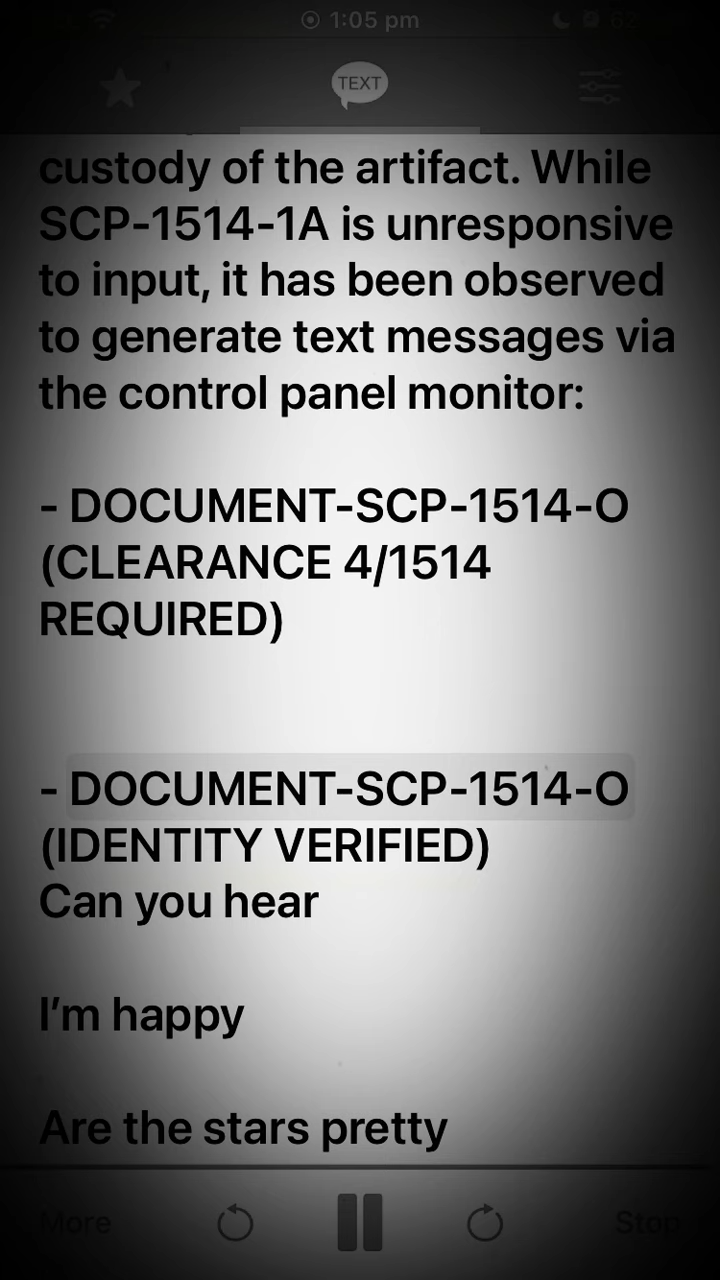 1:05 pm
TEXT
custody of the artifact. While
SCP-1514-1A is unresponsive
to input, it has been observed
to generate text messages via
the control panel monitor:
- DOCUMENT-SCP-1514-O
(CLEARANCE 4/1514
REQUIRED)
- DOCUMENT-SCP-1514-O
(IDENTITY VERIFIED)
Can you hear
I'm happy
Are the stars pretty
More
Stop